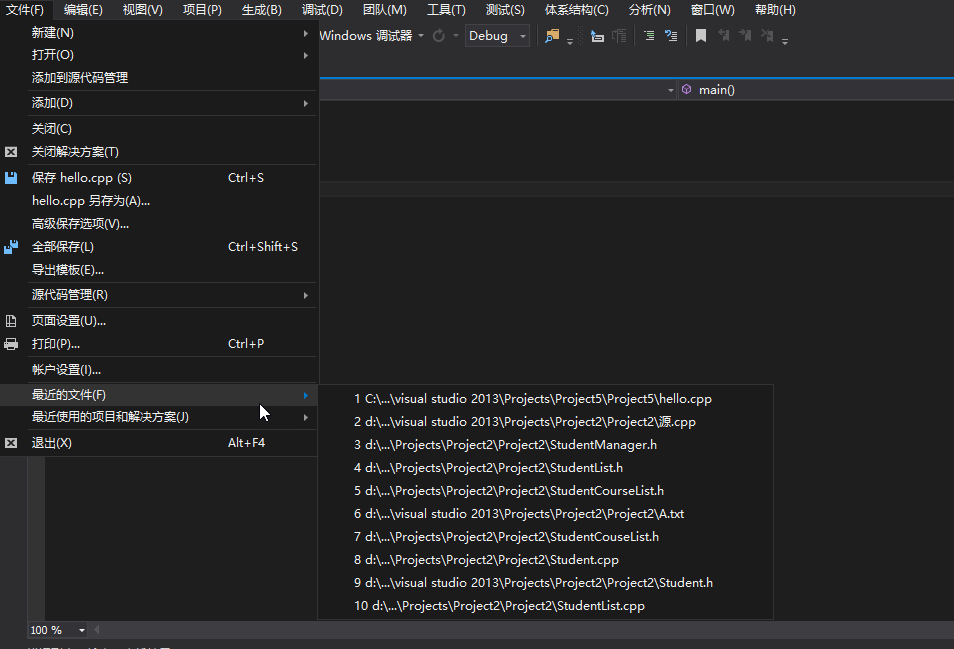 文件(F) 编辑(E) 视图(V) 项目(P) 生成(B) 调试(D) 团队(M) 工具(T) 测试(S) 体系结构(C) 分析(N) 窗口(W) 帮助(H)
新建(N)
Windows 调试器 Debug
打开(O)
添加到源代码管理
main()
添加(D)
关闭(C)
关闭解决方案(T)
保存 hello.cpp (S) Ctrl+S
hello.cpp 另存为(A)...
高级保存选项(V)...
全部保存(L) Ctrl+Shift+S
导出模板(E)...
源代码管理(R)
页面设置(U)...
打印(P)... Ctrl+P
帐户设置(I)...
最近的文件(F)
最近使用的项目和解决方案(J)
退出(X) Alt+F4
1 C:\...\visual studio 2013\Projects\Project5\Project5\hello.cpp
2 d:\...\visual studio 2013\Projects\Project2\Project2\源.cpp
3 d:\...\Projects\Project2\Project2\StudentManager.h
4 d:\...\Projects\Project2\Project2\StudentList.h
5 d:\...\Projects\Project2\Project2\StudentCourseList.h
6 d:\...\visual studio 2013\Projects\Project2\Project2\A.txt
7 d:\...\Projects\Project2\Project2\StudentCouseList.h
8 d:\...\Projects\Project2\Project2\Student.cpp
9 d:\...\visual studio 2013\Projects\Project2\Project2\Student.h
10 d:\...\Projects\Project2\Project2\StudentList.cpp
100 %